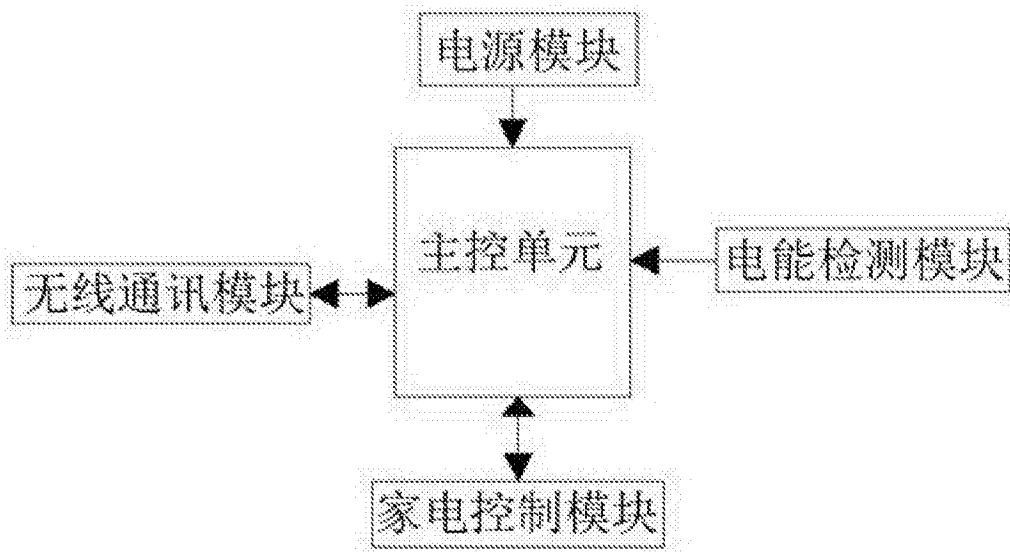 电源模块
主控单元
电能检测模块
无线通讯模块
家电控制模块